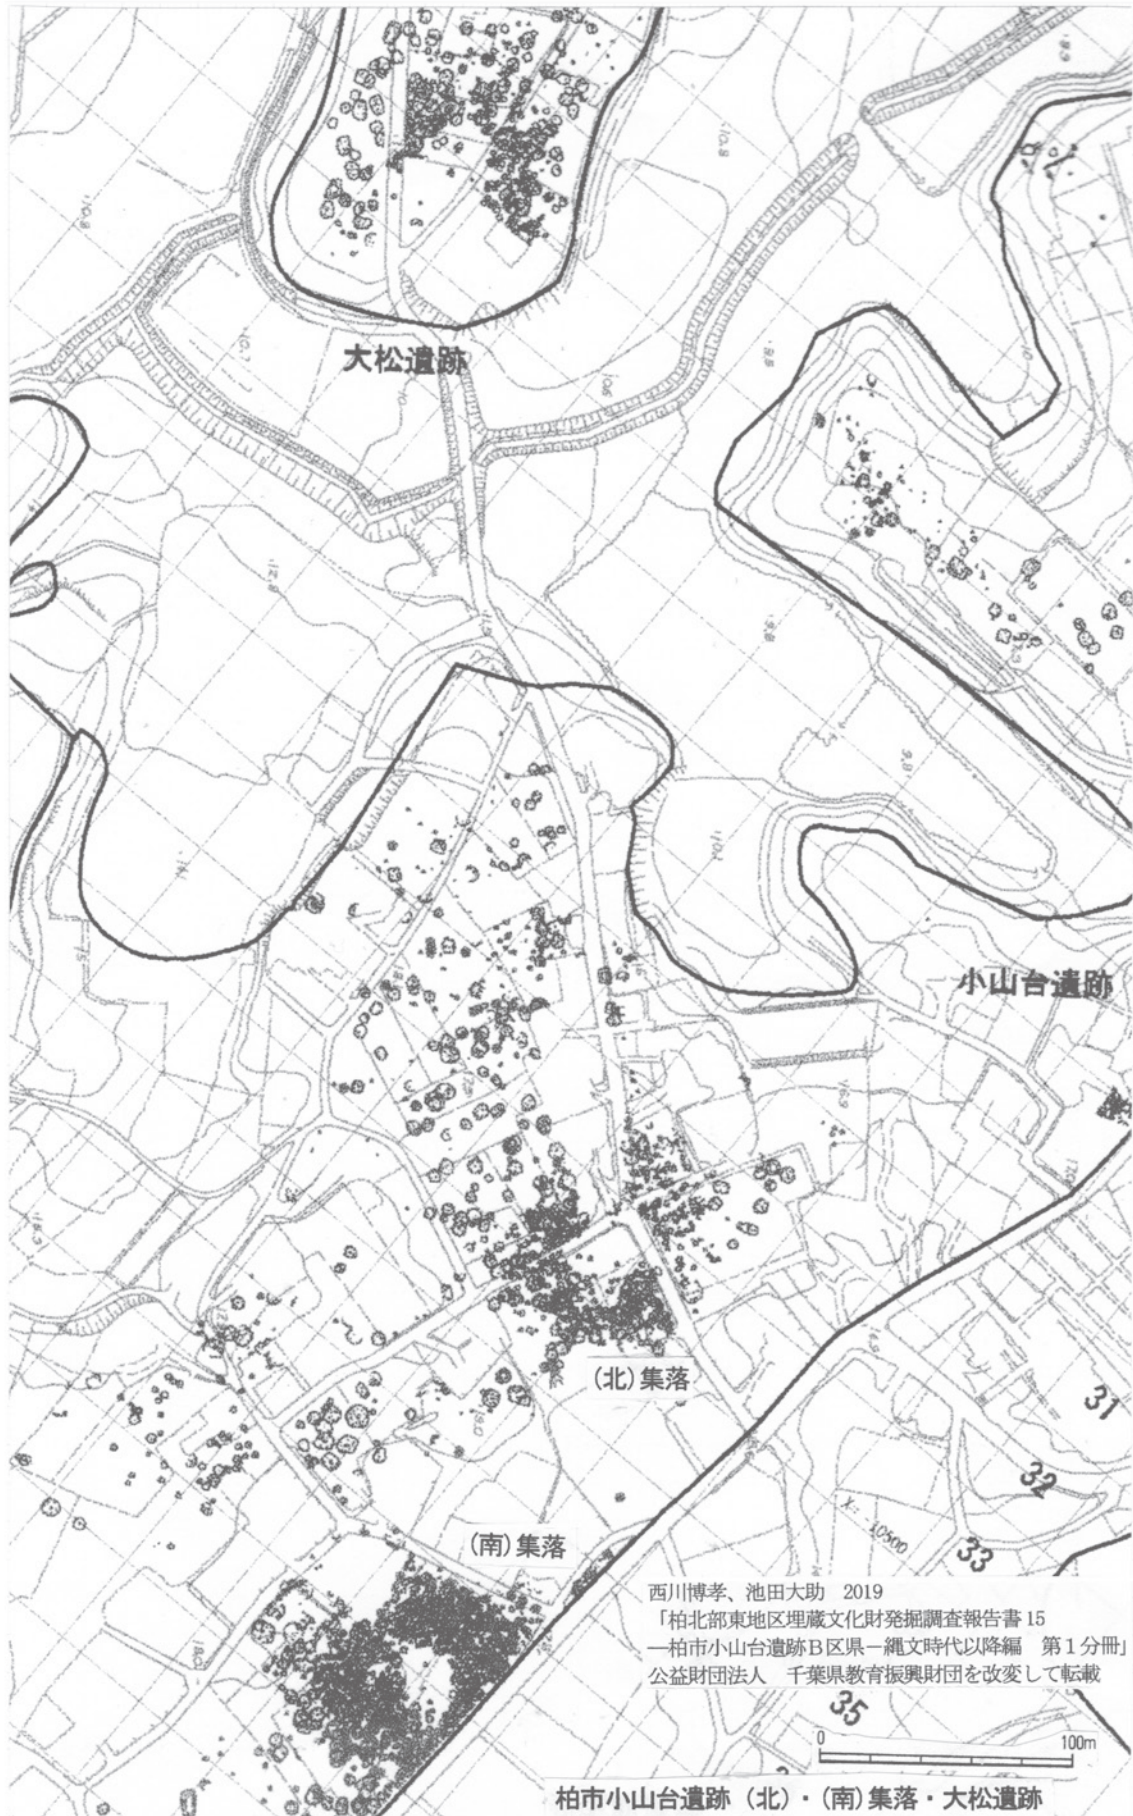 大松遺跡
小山台遺跡
(北)集落
(南)集落
31
32
33
35
X=-10500
西川博孝、池田大助 2019
「柏北部東地区埋蔵文化財発掘調査報告書15
―柏市小山台遺跡B区県－縄文時代以降編 第1分冊」
公益財団法人 千葉県教育振興財団を改変して転載
0 100m
柏市小山台遺跡（北）・（南）集落・大松遺跡